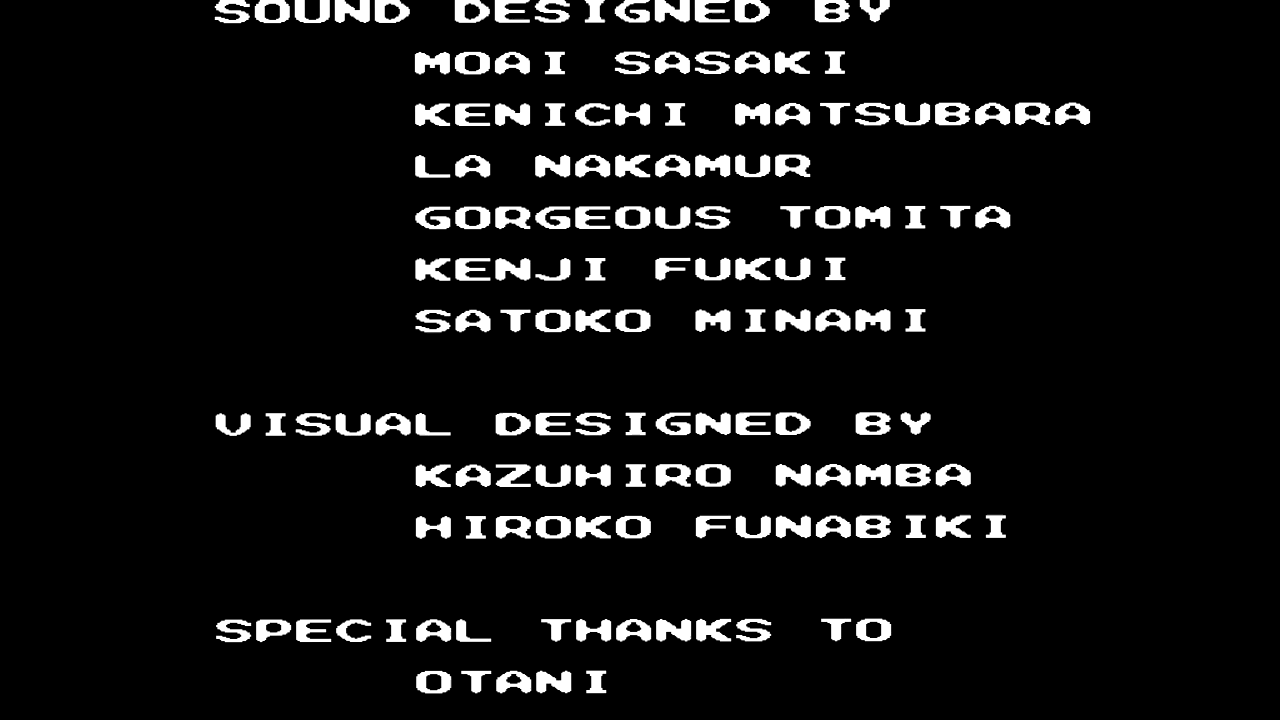 SOUND DESIGNED BY
MOAI SASAKI
KENICHI MATSUBARA
LA NAKAMUR
GORGEOUS TOMITA
KENJI FUKUI
SATOKO MINAMI
VISUAL DESIGNED BY
KAZUHIRO NAMBA
HIROKO FUNABIKI
SPECIAL THANKS TO
OTANI